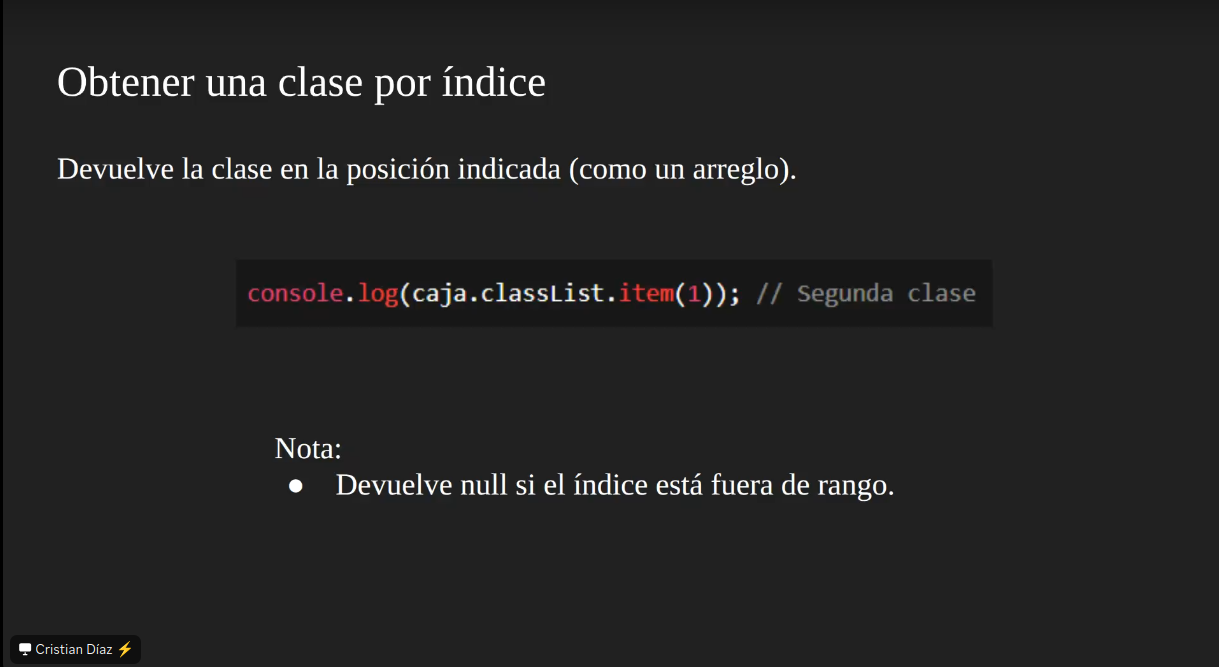 Obtener una clase por índice
Devuelve la clase en la posición indicada (como un arreglo).
console.log(caja.classList.item(1)); // Segunda clase
Nota:
● Devuelve null si el índice está fuera de rango.
Cristian Díaz ⚡